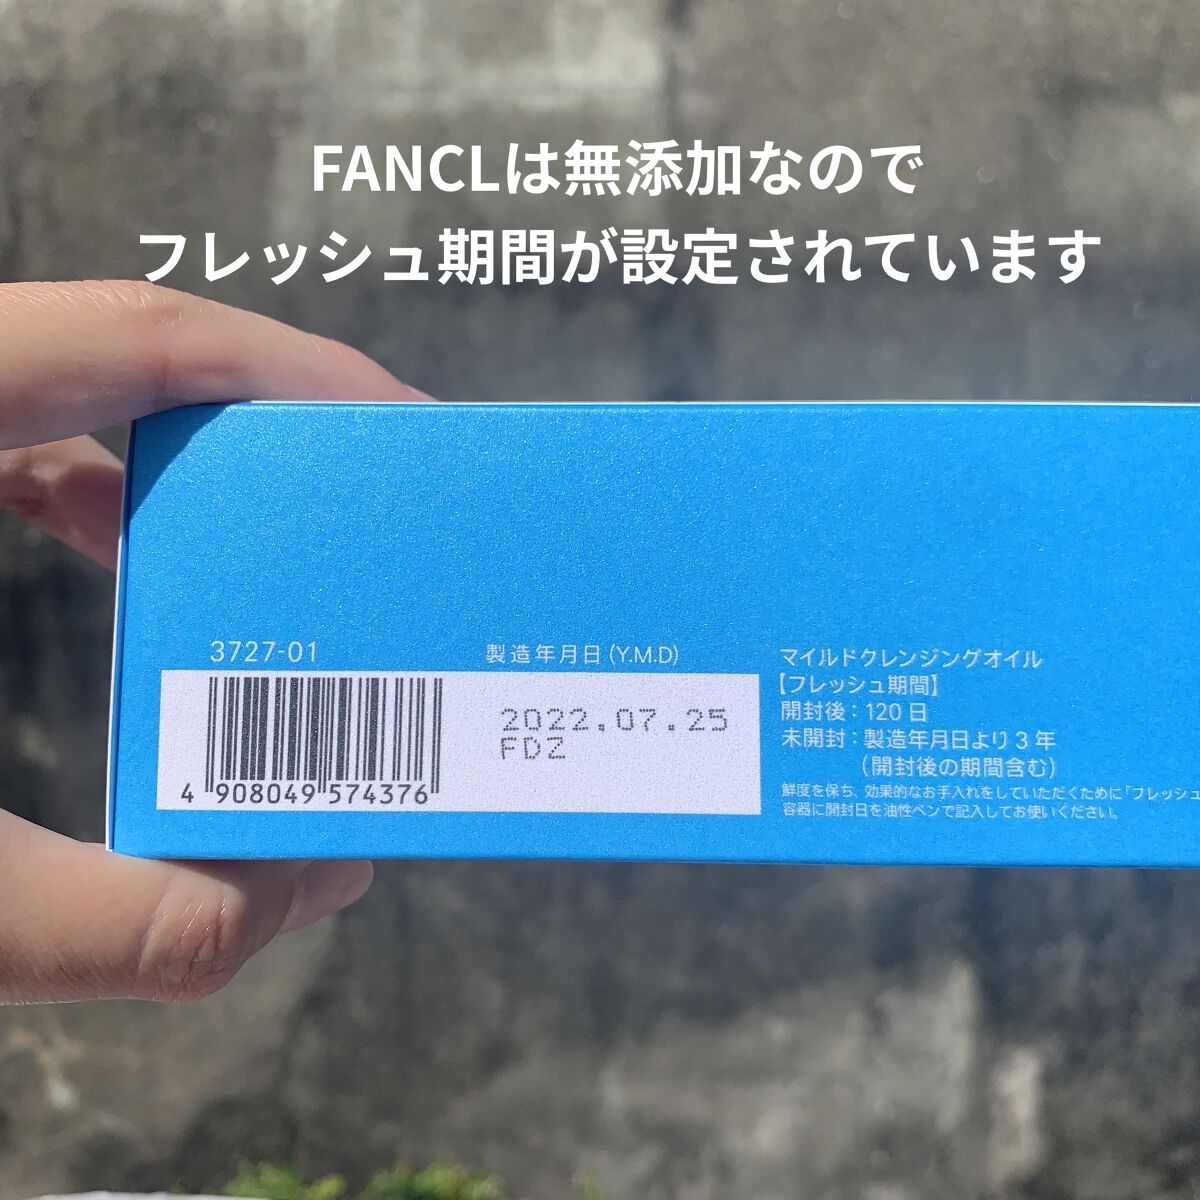 FANCLは無添加なので
フレッシュ期間が設定されています
3727-01
製造年月日(Y.M.D)
2022.07.25
FDZ
4 908049 574376
マイルドクレンジングオイル
【フレッシュ期間】
開封後：120日
未開封：製造年月日より3年
（開封後の期間含む）
鮮度を保ち、効果的なお手入れをしていただくために「フレッシュ
容器に開封日を油性ペンで記入してお使いください。